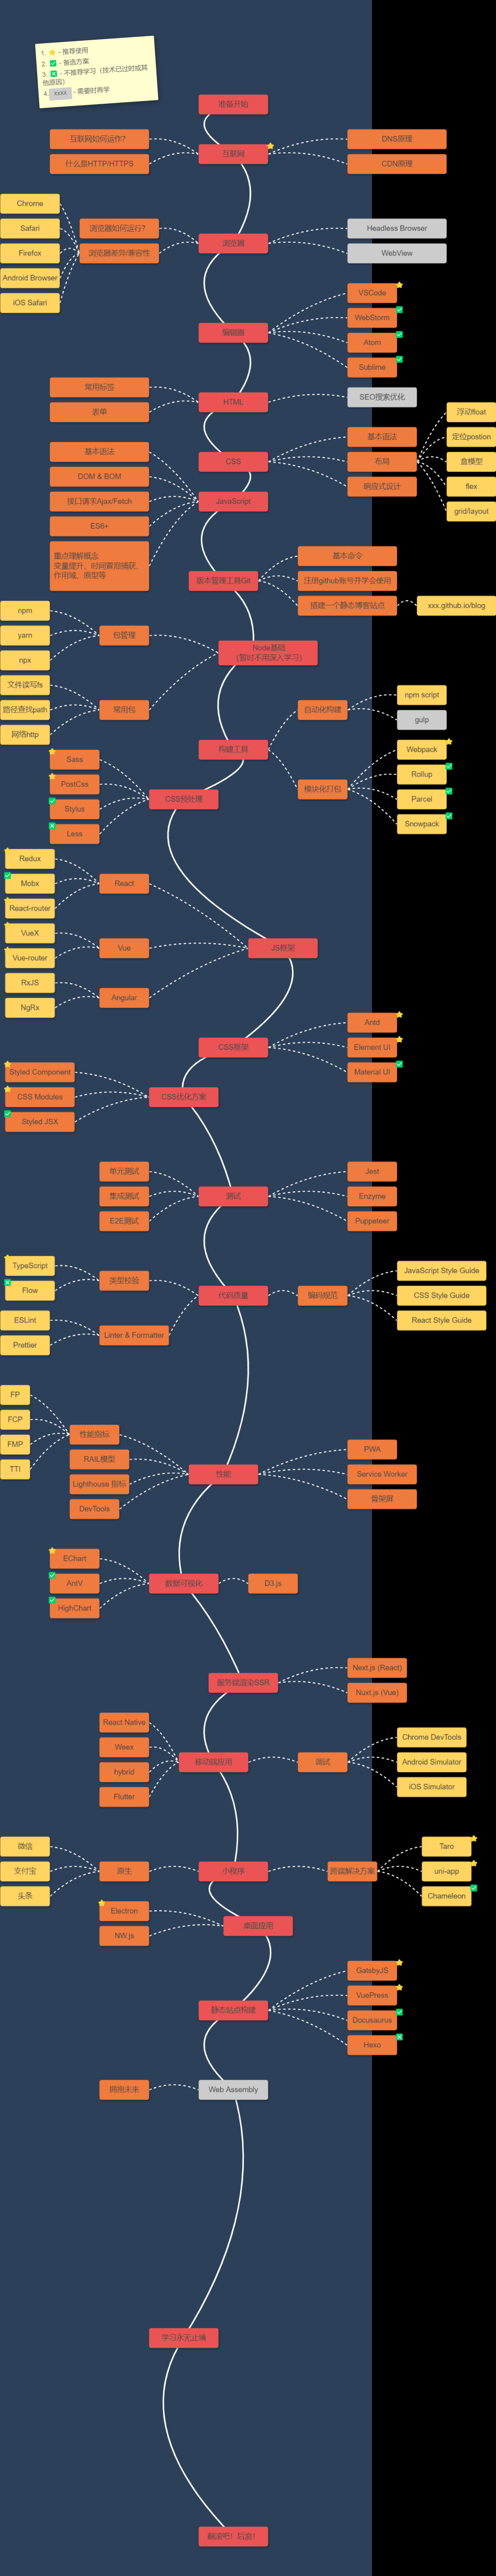 1. ⭐ - 推荐使用
2. ✅ - 备选方案
3. ❎ - 不推荐学习（技术已过时或其
他原因）
4. xxxx - 需要时再学
准备开始
互联网如何运作?
什么是HTTP/HTTPS
互联网
DNS原理
CDN原理
Chrome
Safari
Firefox
Android Browser
iOS Safari
浏览器如何运行?
浏览器差异/兼容性
浏览器
Headless Browser
WebView
编辑器
VSCode
WebStorm
Atom
Sublime
常用标签
表单
HTML
SEO搜索优化
CSS
基本语法
布局
响应式设计
浮动float
定位postion
盒模型
flex
grid/layout
基本语法
DOM & BOM
接口请求Ajax/Fetch
ES6+
重点理解概念
作用域、原型等
JavaScript
版本管理工具Git
基本命令
注册github账号并学会使用
搭建一个静态博客站点
xxx.github.io/blog
npm
yarn
npx
包管理
文件读写fs
路径查找path
网络http
常用包
Node基础
(暂时不用深入学习)
构建工具
自动化构建
npm script
gulp
模块化打包
Webpack
Rollup
Parcel
Snowpack
Sass
PostCss
Stylus
Less
CSS预处理
Redux
Mobx
React-router
React
VueX
Vue-router
Vue
RxJS
NgRx
Angular
JS框架
CSS框架
Antd
Element UI
Material UI
Styled Component
CSS Modules
Styled JSX
CSS优化方案
单元测试
集成测试
E2E测试
测试
Jest
Enzyme
Puppeteer
TypeScript
Flow
类型校验
ESLint
Prettier
Linter & Formatter
代码质量
编码规范
JavaScript Style Guide
CSS Style Guide
React Style Guide
FP
FCP
FMP
TTI
性能指标
RAIL模型
Lighthouse 指标
DevTools
性能
PWA
Service Worker
骨架屏
EChart
AntV
HighChart
数据可视化
D3.js
服务端渲染SSR
Next.js (React)
Nuxt.js (Vue)
React Native
Weex
hybrid
Flutter
移动端应用
调试
Chrome DevTools
Android Simulator
iOS Simulator
微信
支付宝
头条
原生
小程序
跨端解决方案
Taro
uni-app
Chameleon
Electron
NW.js
桌面应用
静态站点构建
GatsbyJS
VuePress
Docusaurus
Hexo
拥抱未来
Web Assembly
学习永无止境
翻滚吧！后浪！